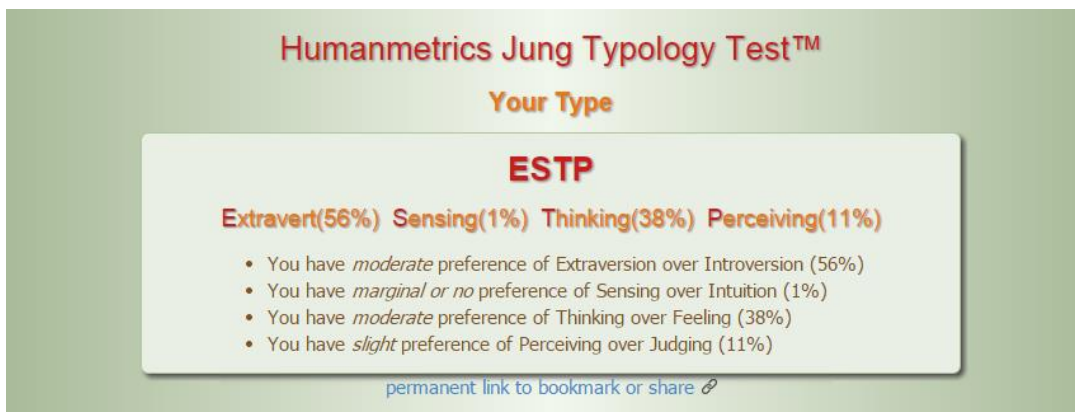 Humanmetrics Jung Typology Test™
Your Type
ESTP
Extravert(56%) Sensing(1%) Thinking(38%) Perceiving(11%)
• You have moderate preference of Extraversion over Introversion (56%)
• You have marginal or no preference of Sensing over Intuition (1%)
• You have moderate preference of Thinking over Feeling (38%)
• You have slight preference of Perceiving over Judging (11%)
permanent link to bookmark or share